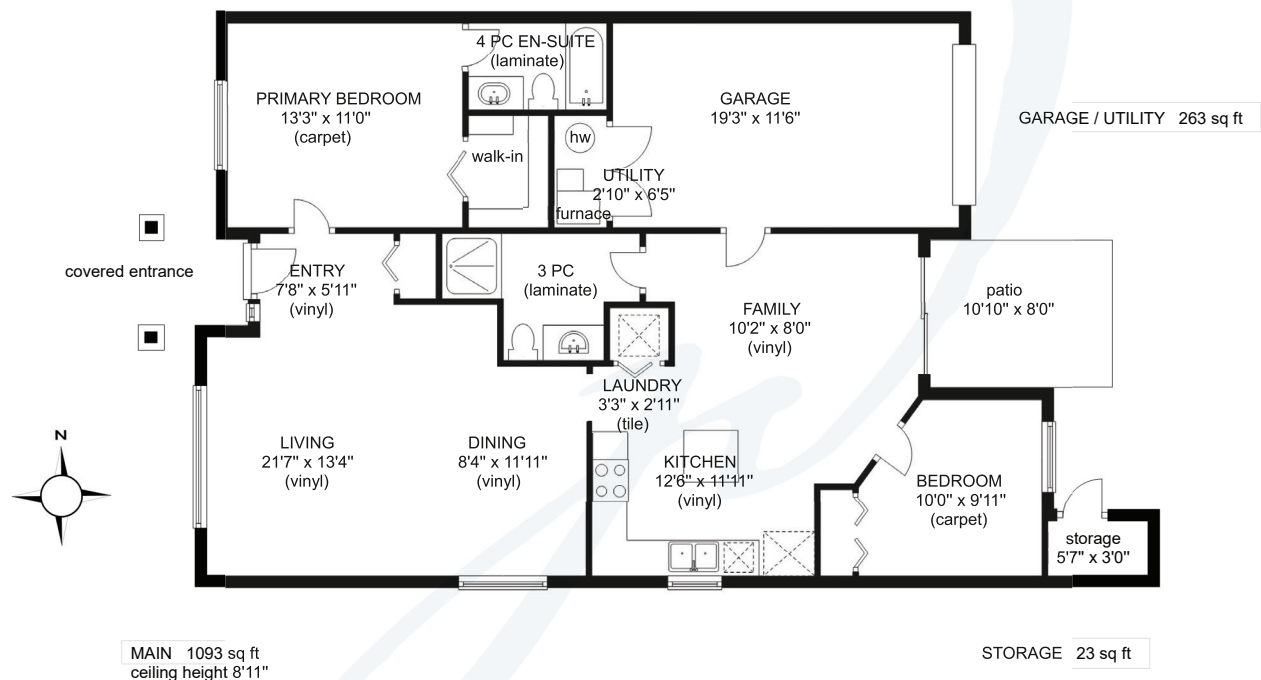 4 PC EN-SUITE
(laminate)
PRIMARY BEDROOM
13'3" x 11'0"
(carpet)
GARAGE
19'3" x 11'6"
GARAGE / UTILITY 263 sq ft
hw
walk-in
UTILITY
2'10" x 6'5"
furnace
covered entrance
ENTRY
7'8" x 5'11"
(vinyl)
3 PC
(laminate)
FAMILY
10'2" x 8'0"
(vinyl)
patio
10'10" x 8'0"
LAUNDRY
3'3" x 2'11"
(tile)
N
LIVING
21'7" x 13'4"
(vinyl)
DINING
8'4" x 11'11"
(vinyl)
KITCHEN
12'6" x 11'11"
(vinyl)
BEDROOM
10'0" x 9'11"
(carpet)
storage
5'7" x 3'0"
MAIN 1093 sq ft
ceiling height 8'11"
STORAGE 23 sq ft